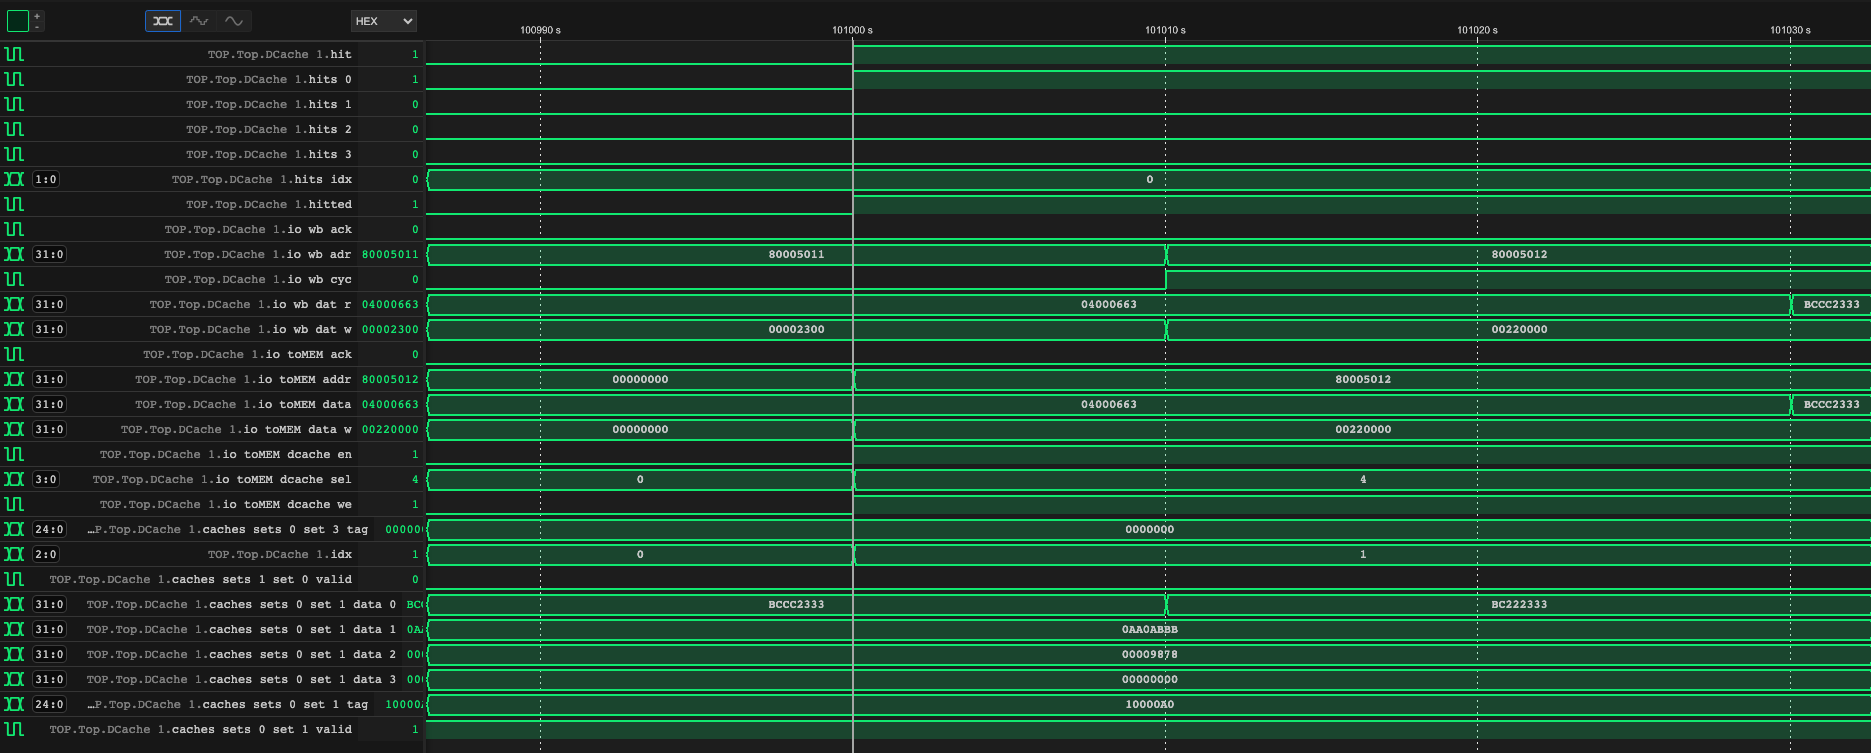 +
-
HEX
100990 s 101000 s 101010 s 101020 s 101030 s
TOP.Top.DCache 1.hit 1
TOP.Top.DCache 1.hits 0 1
TOP.Top.DCache 1.hits 1 0
TOP.Top.DCache 1.hits 2 0
TOP.Top.DCache 1.hits 3 0
1:0 TOP.Top.DCache 1.hits idx 0 0
TOP.Top.DCache 1.hitted 1
TOP.Top.DCache 1.io wb ack 0
31:0 TOP.Top.DCache 1.io wb adr 80005011 80005011 80005012
TOP.Top.DCache 1.io wb cyc 0
31:0 TOP.Top.DCache 1.io wb dat r 04000663 04000663 BCCC2333
31:0 TOP.Top.DCache 1.io wb dat w 00002300 00002300 00220000
TOP.Top.DCache 1.io toMEM ack 0
31:0 TOP.Top.DCache 1.io toMEM addr 80005012 00000000 80005012
31:0 TOP.Top.DCache 1.io toMEM data 04000663 04000663 BCCC2333
31:0 TOP.Top.DCache 1.io toMEM data w 00220000 00000000 00220000
TOP.Top.DCache 1.io toMEM dcache en 1
3:0 TOP.Top.DCache 1.io toMEM dcache sel 4 0 4
TOP.Top.DCache 1.io toMEM dcache we 1
24:0 …P.Top.DCache 1.caches sets 0 set 3 tag 00000 0000000
2:0 TOP.Top.DCache 1.idx 1 0 1
TOP.Top.DCache 1.caches sets 1 set 0 valid 0
31:0 TOP.Top.DCache 1.caches sets 0 set 1 data 0 BC BCCC2333 BC222333
31:0 TOP.Top.DCache 1.caches sets 0 set 1 data 1 0A 0AA0ABBB
31:0 TOP.Top.DCache 1.caches sets 0 set 1 data 2 00 00009878
31:0 TOP.Top.DCache 1.caches sets 0 set 1 data 3 00 00000000
24:0 …P.Top.DCache 1.caches sets 0 set 1 tag 10000 10000A0
TOP.Top.DCache 1.caches sets 0 set 1 valid 1